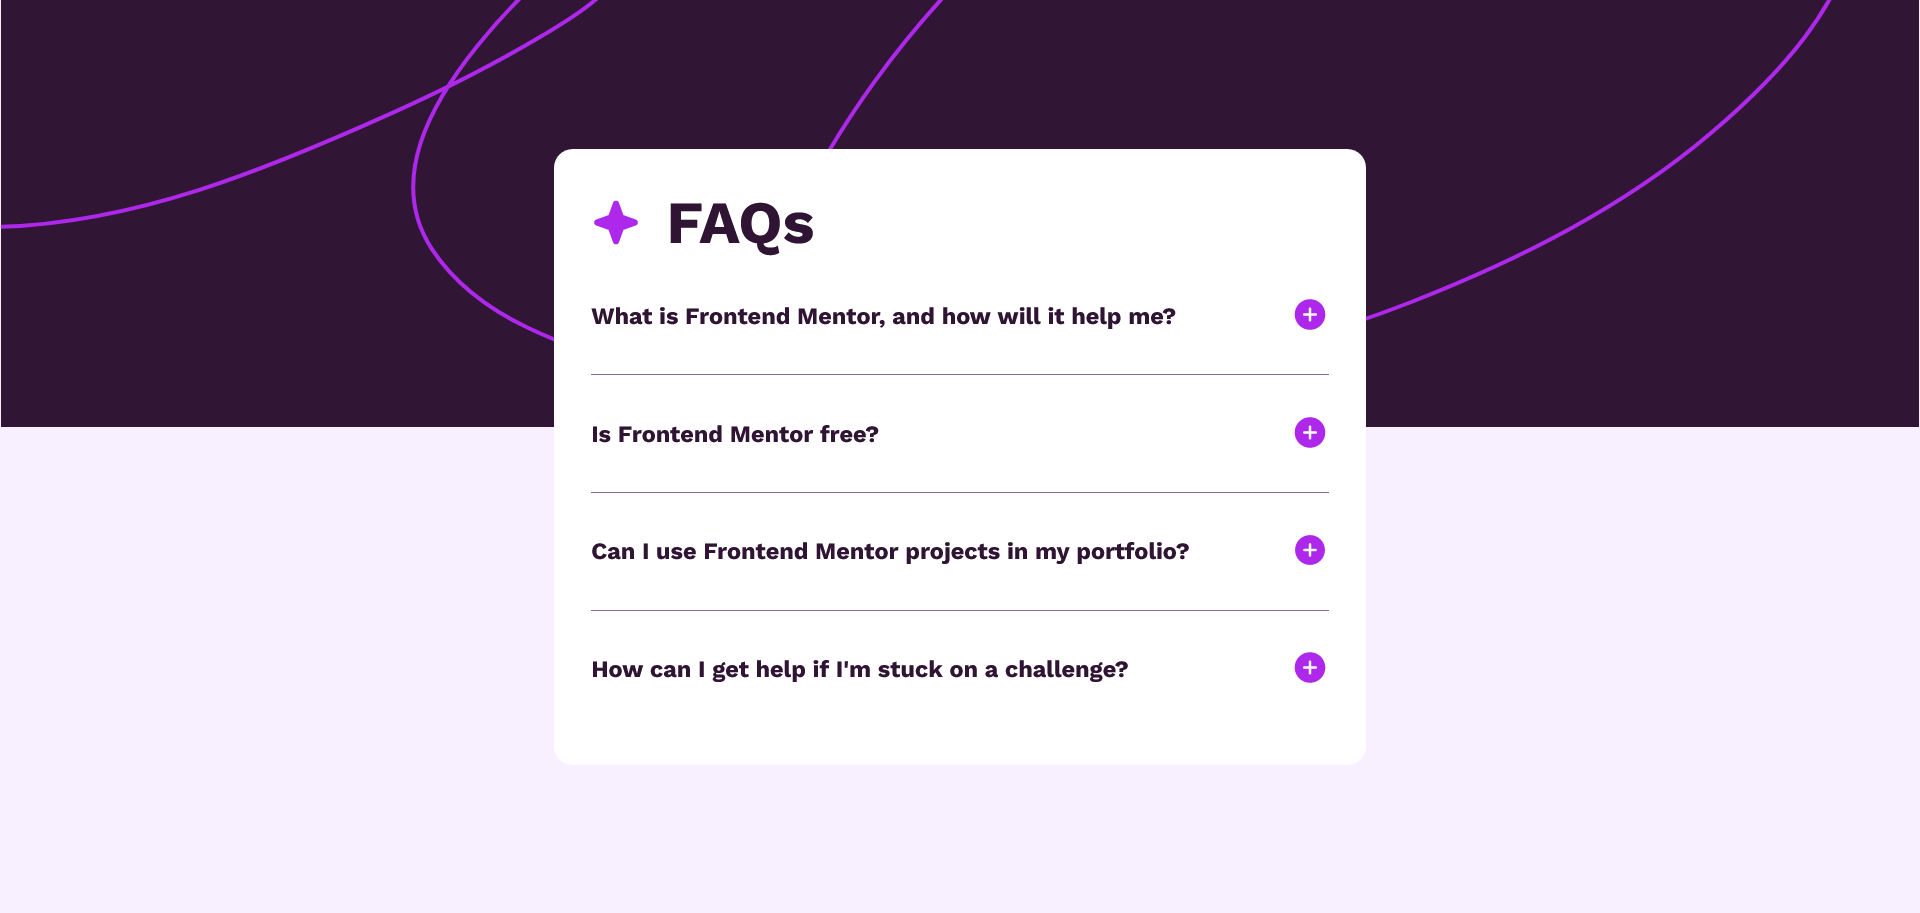 FAQs
What is Frontend Mentor, and how will it help me?
Is Frontend Mentor free?
Can I use Frontend Mentor projects in my portfolio?
How can I get help if I'm stuck on a challenge?